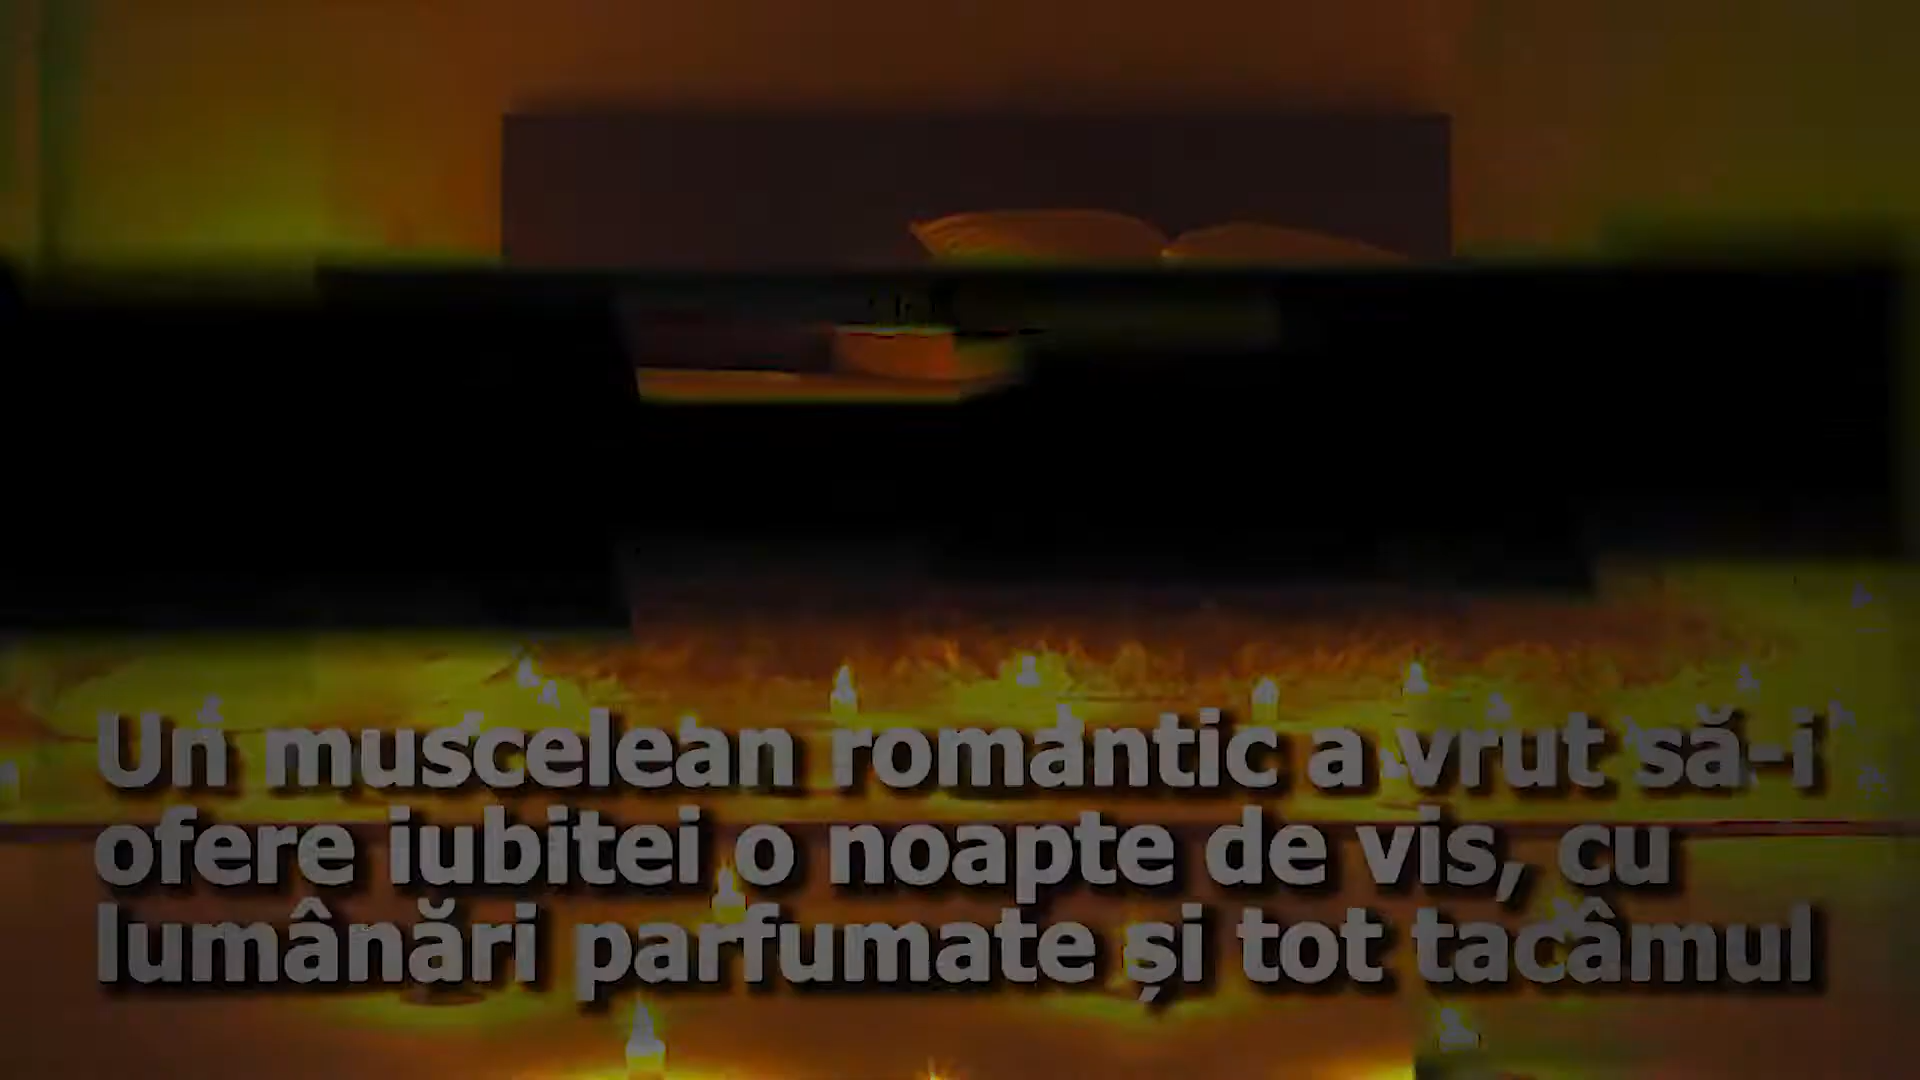 Un muscelean romantic a vrut să-i
ofere iubitei o noapte de vis, cu
lumânări parfumate și tot tacâmul